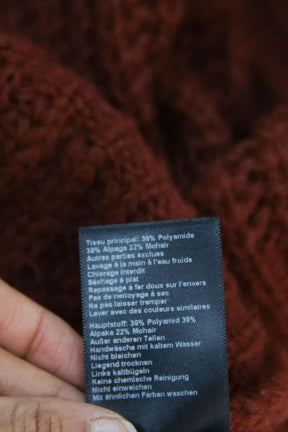 Tissu principal: 39% Polyamide
39% Alpaga 22% Mohair
Autres parties exclues
Lavage à la main à l'eau froide
Chlorage interdit
Séchage à plat
Repassage à fer doux sur l'envers
Pas de nettoyage à sec
Ne pas laisser tremper
Laver avec des couleurs similaires
Hauptstoff: 39% Polyamid 39%
Alpaka 22% Mohair
Außer anderen Teilen
Handwäsche mit kaltem Wasser
Nicht bleichen
Liegend trocknen
Links kaltbügeln
Keine chemische Reinigung
Nicht einweichen
Mit ähnlichen Farben waschen